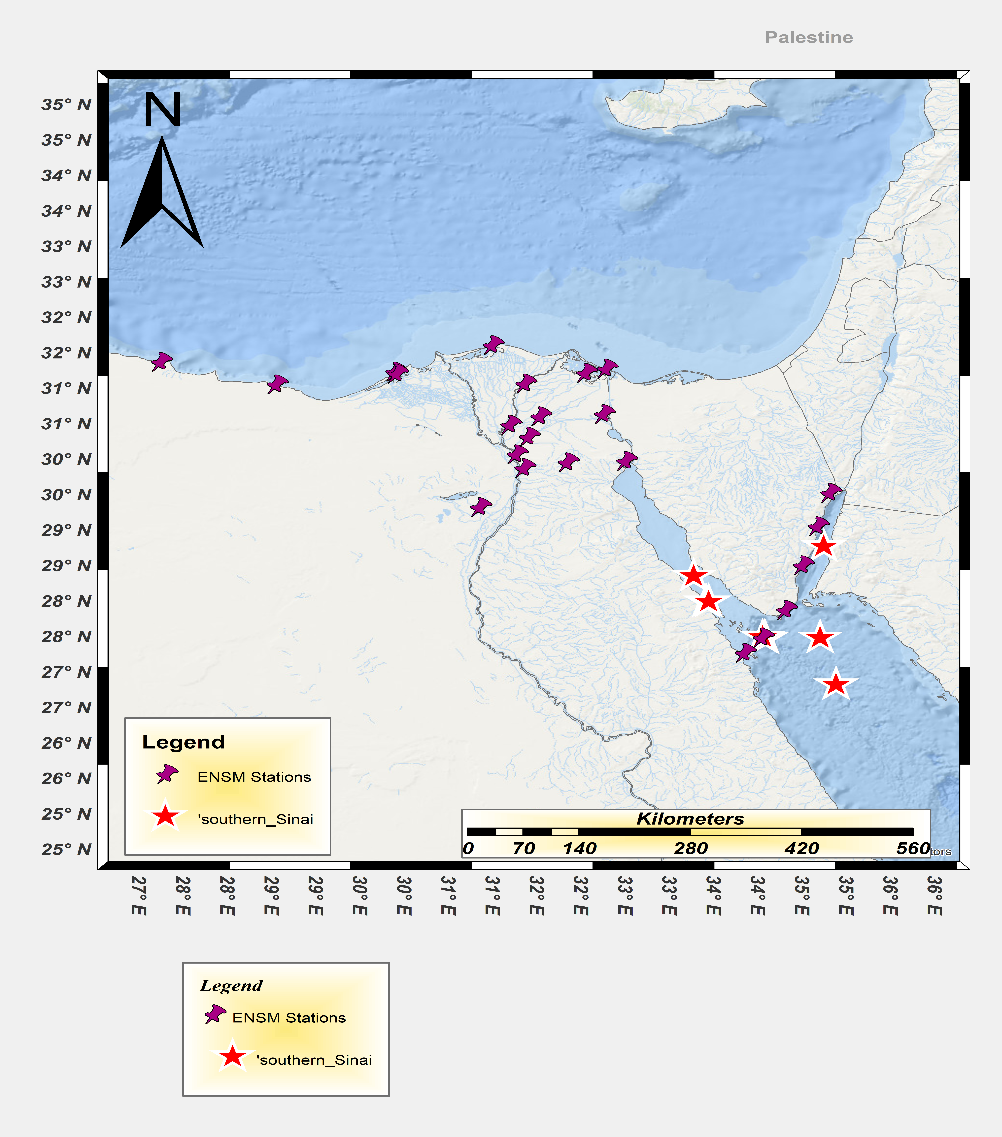 Palestine
N
35° N
35° N
34° N
34° N
33° N
33° N
32° N
32° N
31° N
31° N
30° N
30° N
29° N
29° N
28° N
28° N
27° N
27° N
26° N
26° N
25° N
25° N
Legend
ENSM Stations
'southern_Sinai
Kilometers
0 70 140 280 420 560
27° E 28° E 28° E 29° E 29° E 30° E 30° E 31° E 31° E 32° E 32° E 33° E 33° E 34° E 34° E 35° E 35° E 36° E 36° E
Legend
ENSM Stations
'southern_Sinai